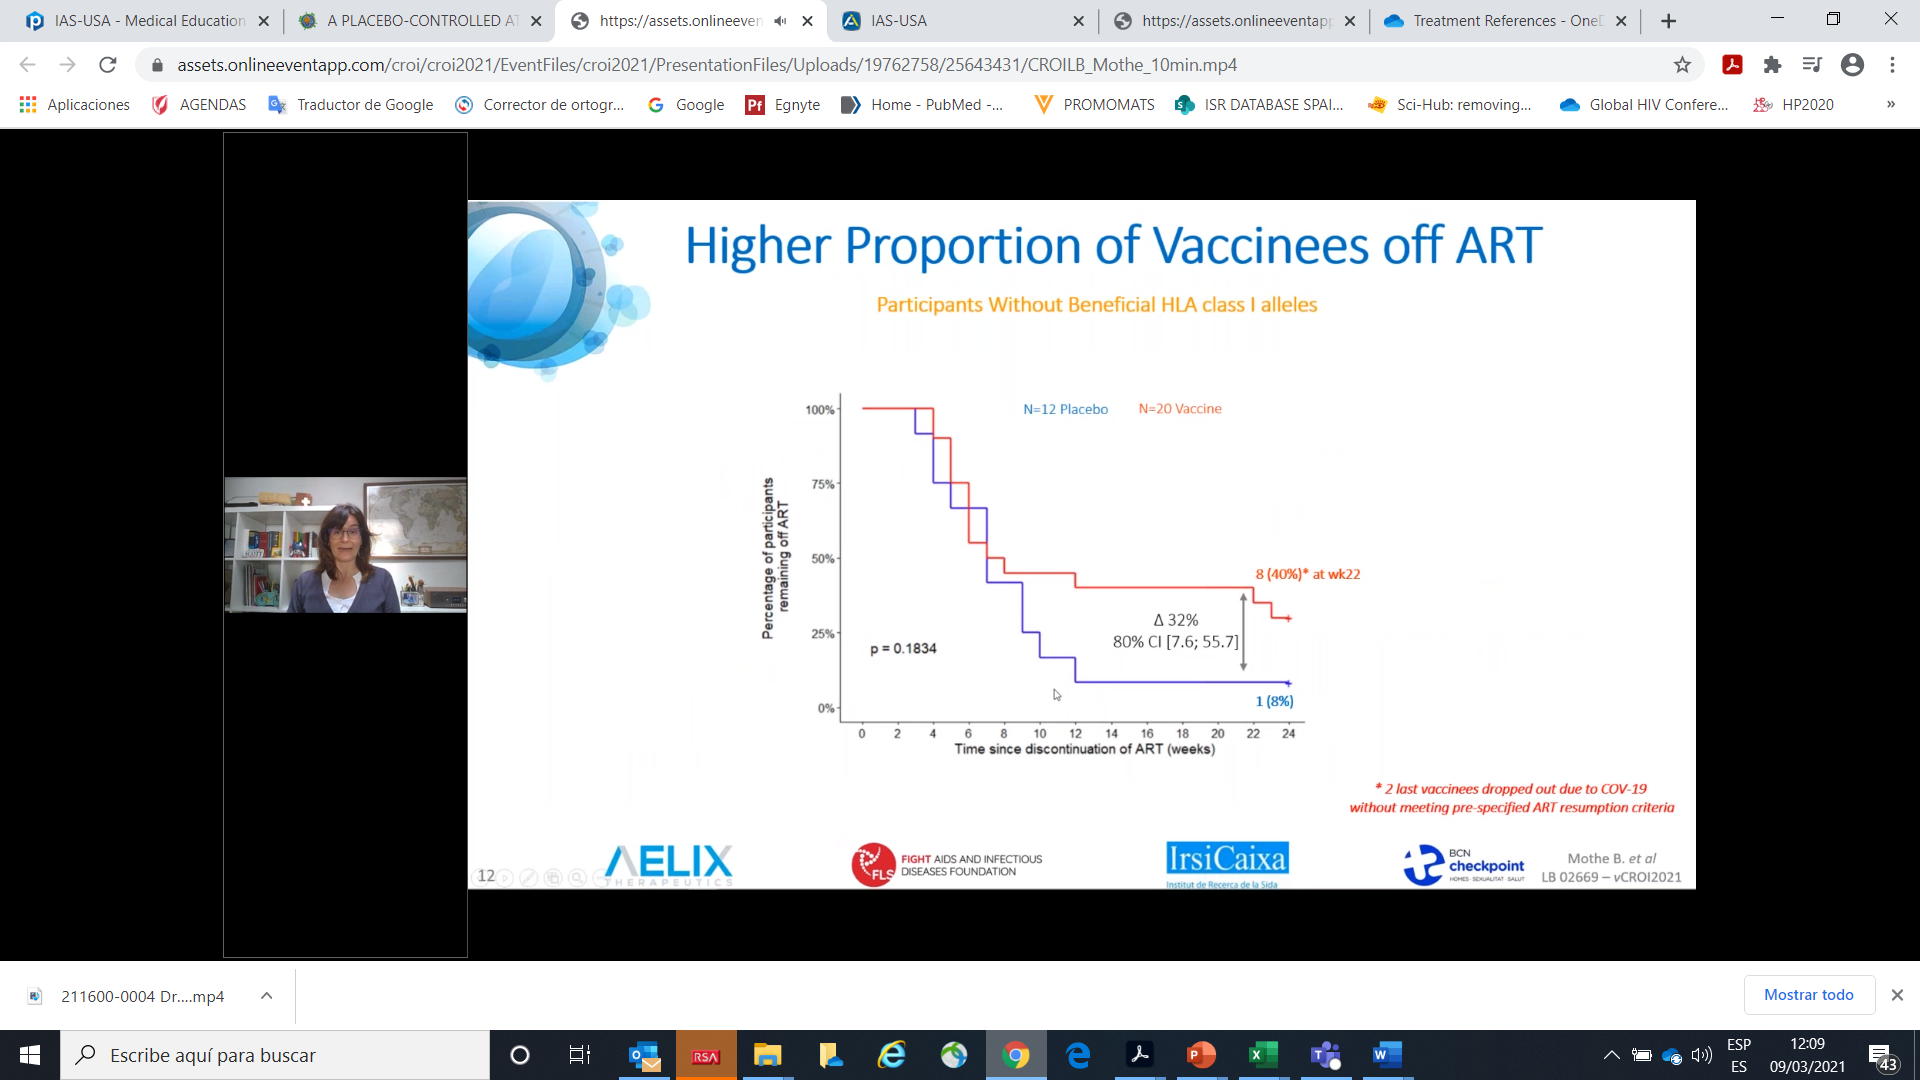 IAS-USA - Medical Education
A PLACEBO-CONTROLLED AT
https://assets.onlineeven
IAS-USA
https://assets.onlineeventapp
Treatment References - OneD
assets.onlineeventapp.com/croi/croi2021/EventFiles/croi2021/PresentationFiles/Uploads/19762758/25643431/CROILB_Mothe_10min.mp4
Aplicaciones
AGENDAS
Traductor de Google
Corrector de ortogr...
Google
Egnyte
Home - PubMed -...
PROMOMATS
ISR DATABASE SPAI...
Sci-Hub: removing...
Global HIV Confere...
HP2020
»
Higher Proportion of Vaccinees off ART
Participants Without Beneficial HLA class I alleles
N=12 Placebo
N=20 Vaccine
Percentage of participants
remaining off ART
100%
75%
50%
25%
0%
8 (40%)* at wk22
Δ 32%
80% CI [7.6; 55.7]
p = 0.1834
1 (8%)
0 2 4 6 8 10 12 14 16 18 20 22 24
Time since discontinuation of ART (weeks)
* 2 last vaccinees dropped out due to COV-19
without meeting pre-specified ART resumption criteria
12
AELIX
THERAPEUTICS
FLS
FIGHT AIDS AND INFECTIOUS
DISEASES FOUNDATION
IrsiCaixa
Institut de Recerca de la Sida
BCN
checkpoint
HOMES · SEXUALITAT · SALUT
Mothe B. et al
LB 02669 – vCROI2021
211600-0004 Dr....mp4
Mostrar todo
Escribe aquí para buscar
RSA
ESP
ES
12:09
09/03/2021
43